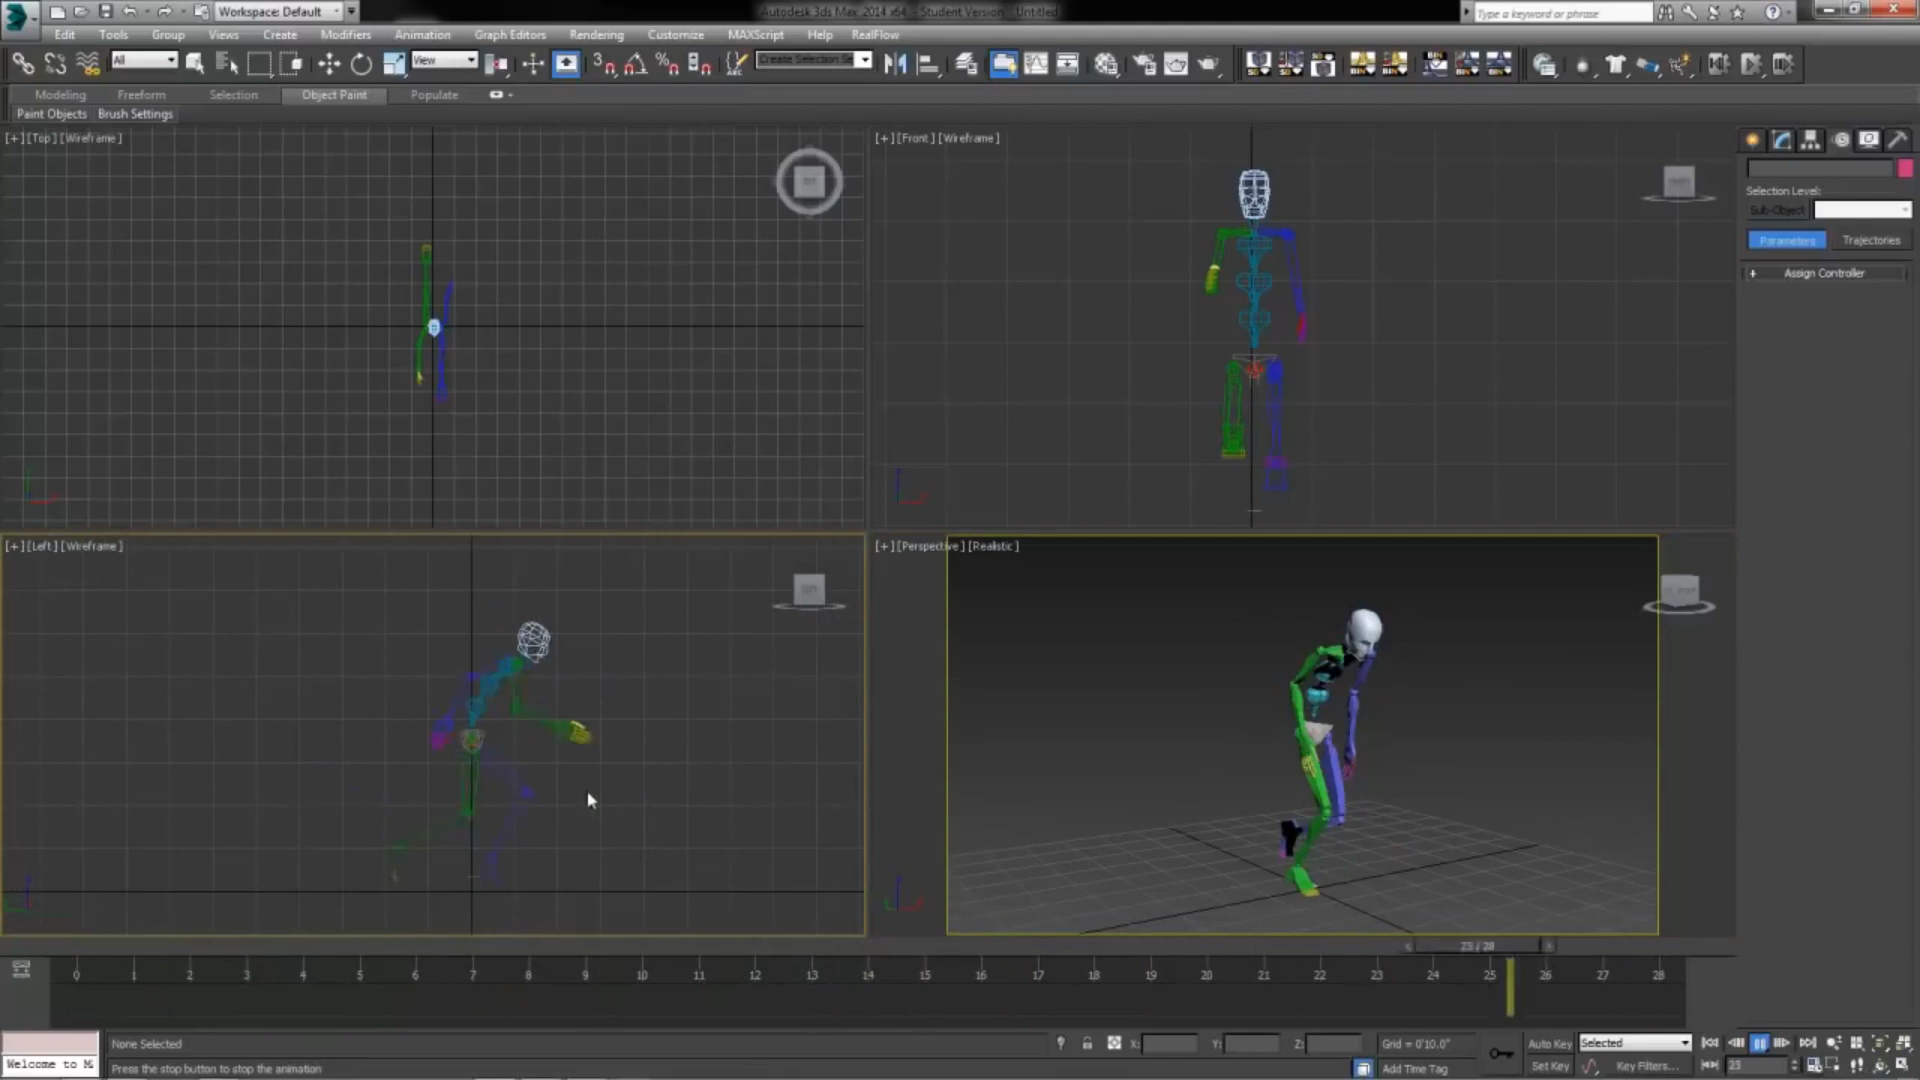 Workspace: Default
Autodesk 3ds Max 2014 x64 - Student Version Untitled
Type a keyword or phrase
Edit Tools Group Views Create Modifiers Animation Graph Editors Rendering Customize MAXScript Help RealFlow
All View Create Selection Se
Modeling Freeform Selection Object Paint Populate
Paint Objects Brush Settings
[+][Top][Wireframe]
[+][Front][Wireframe]
Selection Level:
Sub-Object
Parameters Trajectories
+ Assign Controller
[+][Left][Wireframe]
[+][Perspective][Realistic]
23 / 28
0 1 2 3 4 5 6 7 8 9 10 11 12 13 14 15 16 17 18 19 20 21 22 23 24 25 26 27 28
None Selected X: Y: Z: Grid = 0'10.0" Auto Key Selected
Welcome to M Press the stop button to stop the animation Add Time Tag Set Key Key Filters... 23